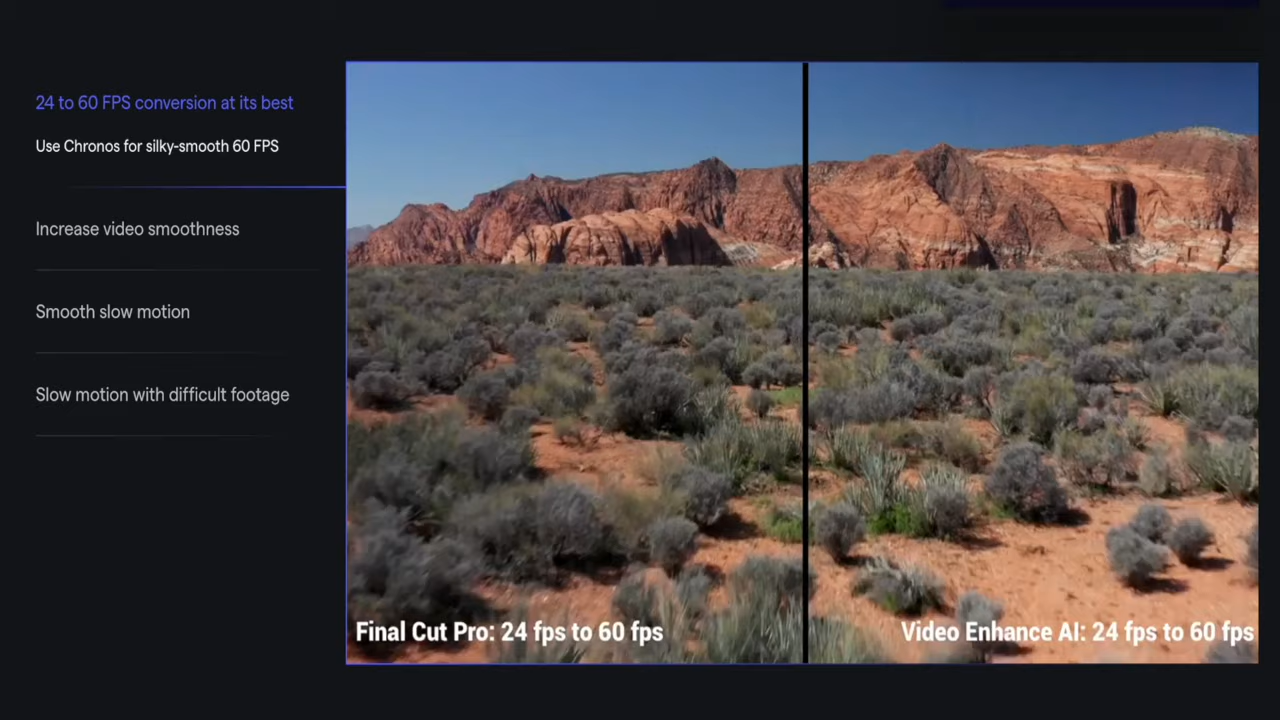 24 to 60 FPS conversion at its best
Use Chronos for silky-smooth 60 FPS
Increase video smoothness
Smooth slow motion
Slow motion with difficult footage
Final Cut Pro: 24 fps to 60 fps
Video Enhance AI: 24 fps to 60 fps